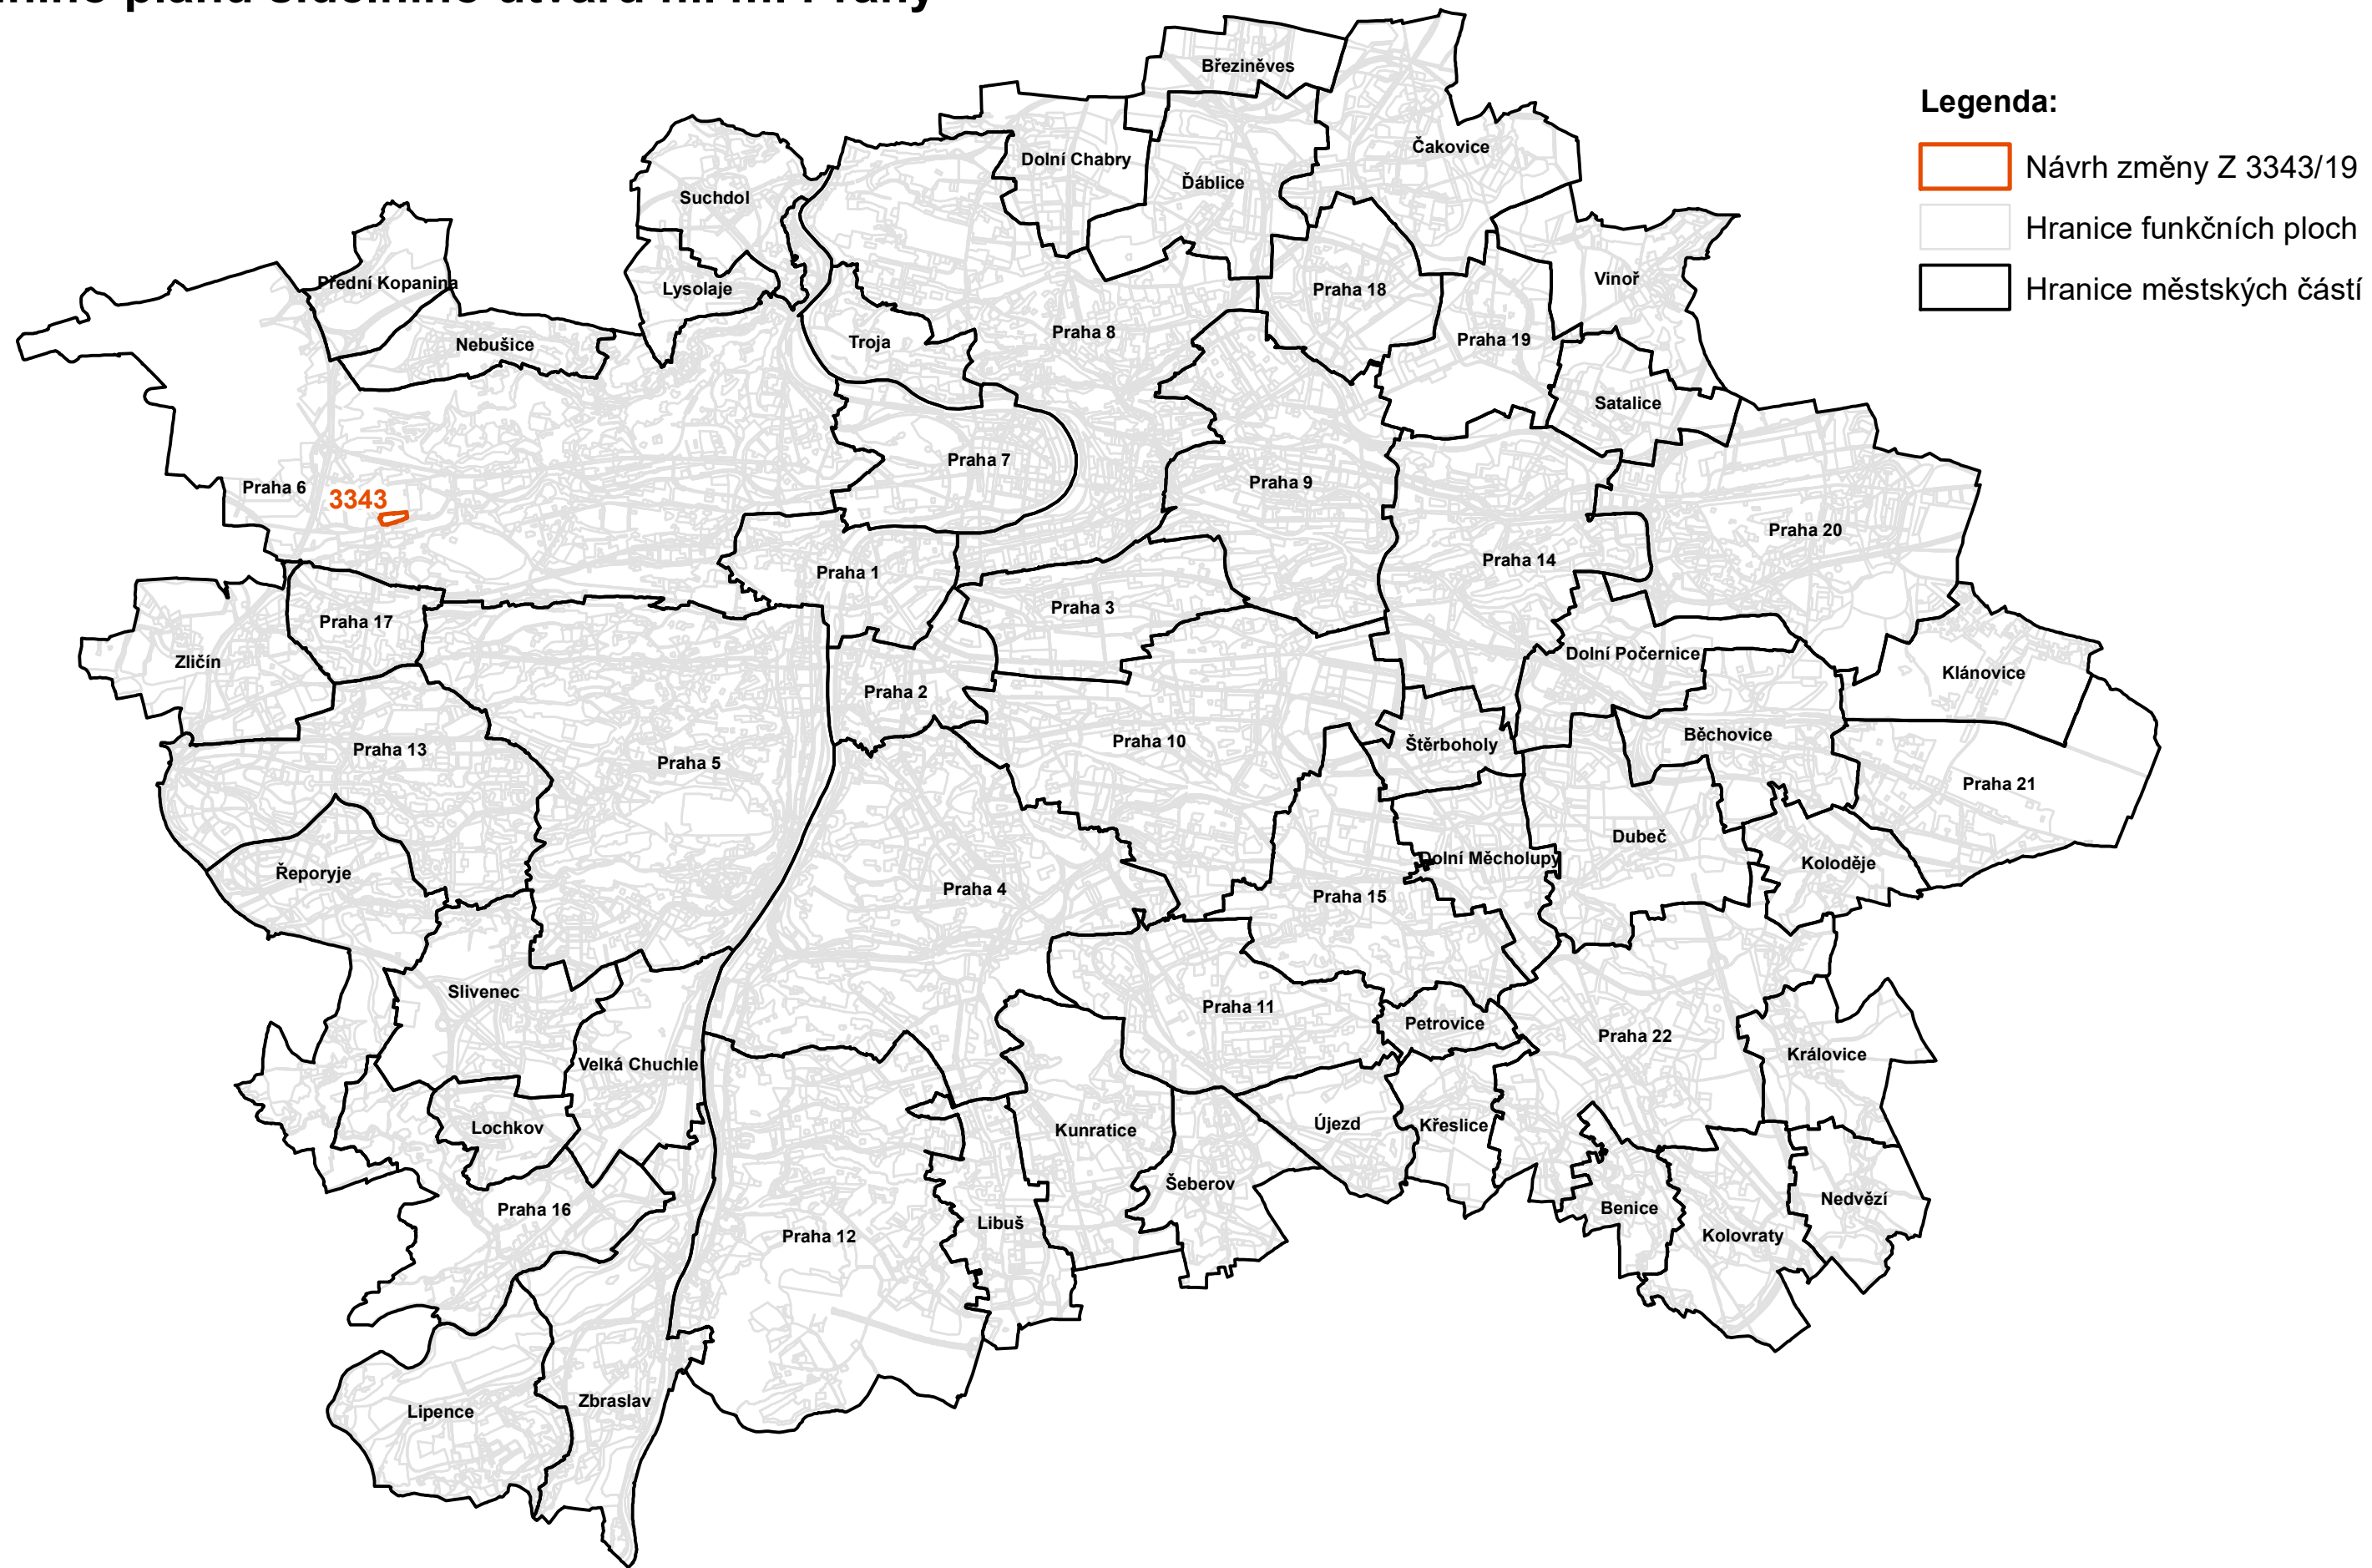 plánu sídelního útvaru hl. m. Prahy
Legenda:
Návrh změny Z 3343/19
Hranice funkčních ploch
Hranice městských částí
Březiněves
Dolní Chabry
Ďáblice
Čakovice
Suchdol
Přední Kopanina
Lysolaje
Nebušice
Troja
Praha 8
Praha 18
Vinoř
Praha 19
Satalice
Praha 6
3343
Praha 7
Praha 9
Praha 20
Praha 14
Praha 1
Praha 3
Praha 17
Zličín
Praha 2
Dolní Počernice
Klánovice
Praha 13
Praha 5
Praha 10
Štěrboholy
Běchovice
Praha 21
Dubeč
Řeporyje
Dolní Měcholupy
Koloděje
Praha 4
Praha 15
Slivenec
Praha 11
Petrovice
Praha 22
Královice
Velká Chuchle
Lochkov
Kunratice
Újezd
Křeslice
Šeberov
Nedvězí
Praha 16
Libuš
Benice
Praha 12
Kolovraty
Zbraslav
Lipence